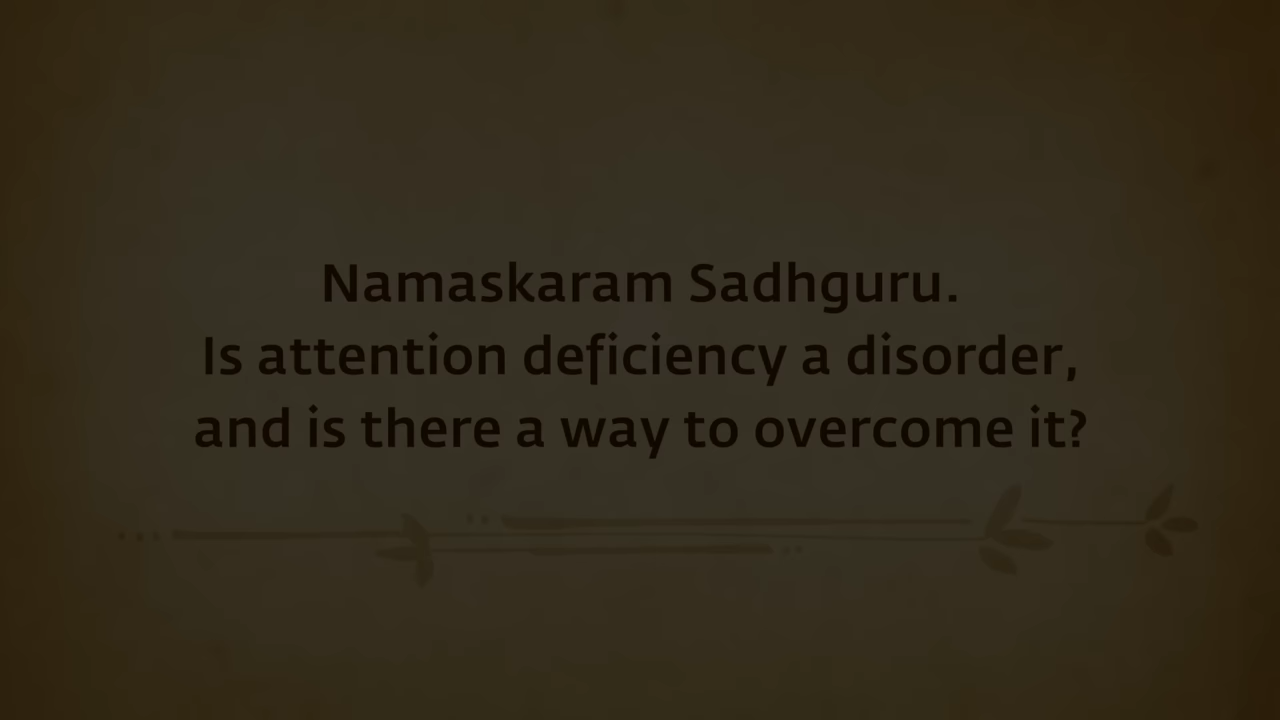 Namaskaram Sadhguru.
Is attention deficiency a disorder,
and is there a way to overcome it?